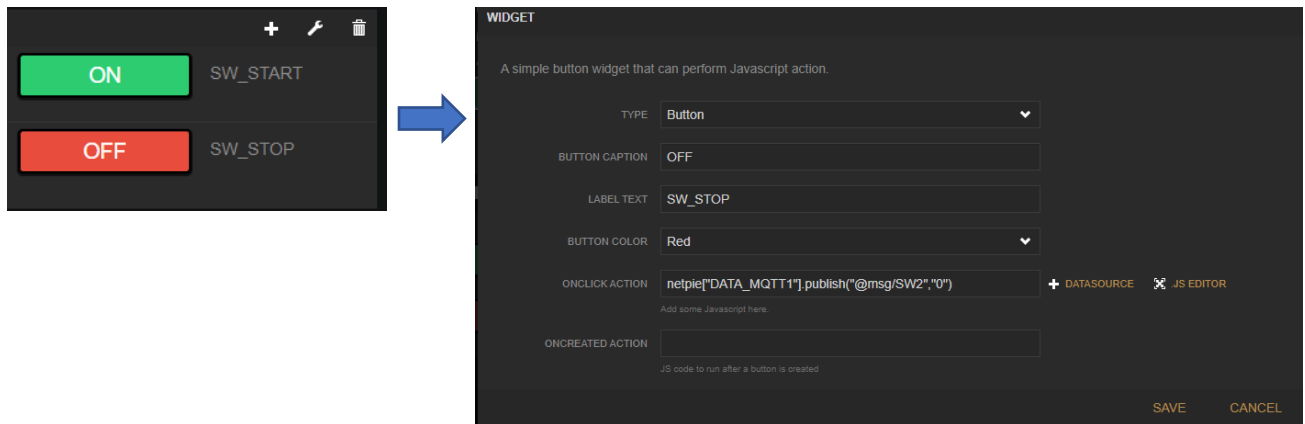 ON SW_START
OFF SW_STOP
WIDGET
A simple button widget that can perform Javascript action.
TYPE Button
BUTTON CAPTION OFF
LABEL TEXT SW_STOP
BUTTON COLOR Red
ONCLICK ACTION netpie["DATA_MQTT1"].publish("@msg/SW2","0") DATASOURCE .JS EDITOR
Add some Javascript here.
ONCREATED ACTION
JS code to run after a button is created
SAVE CANCEL